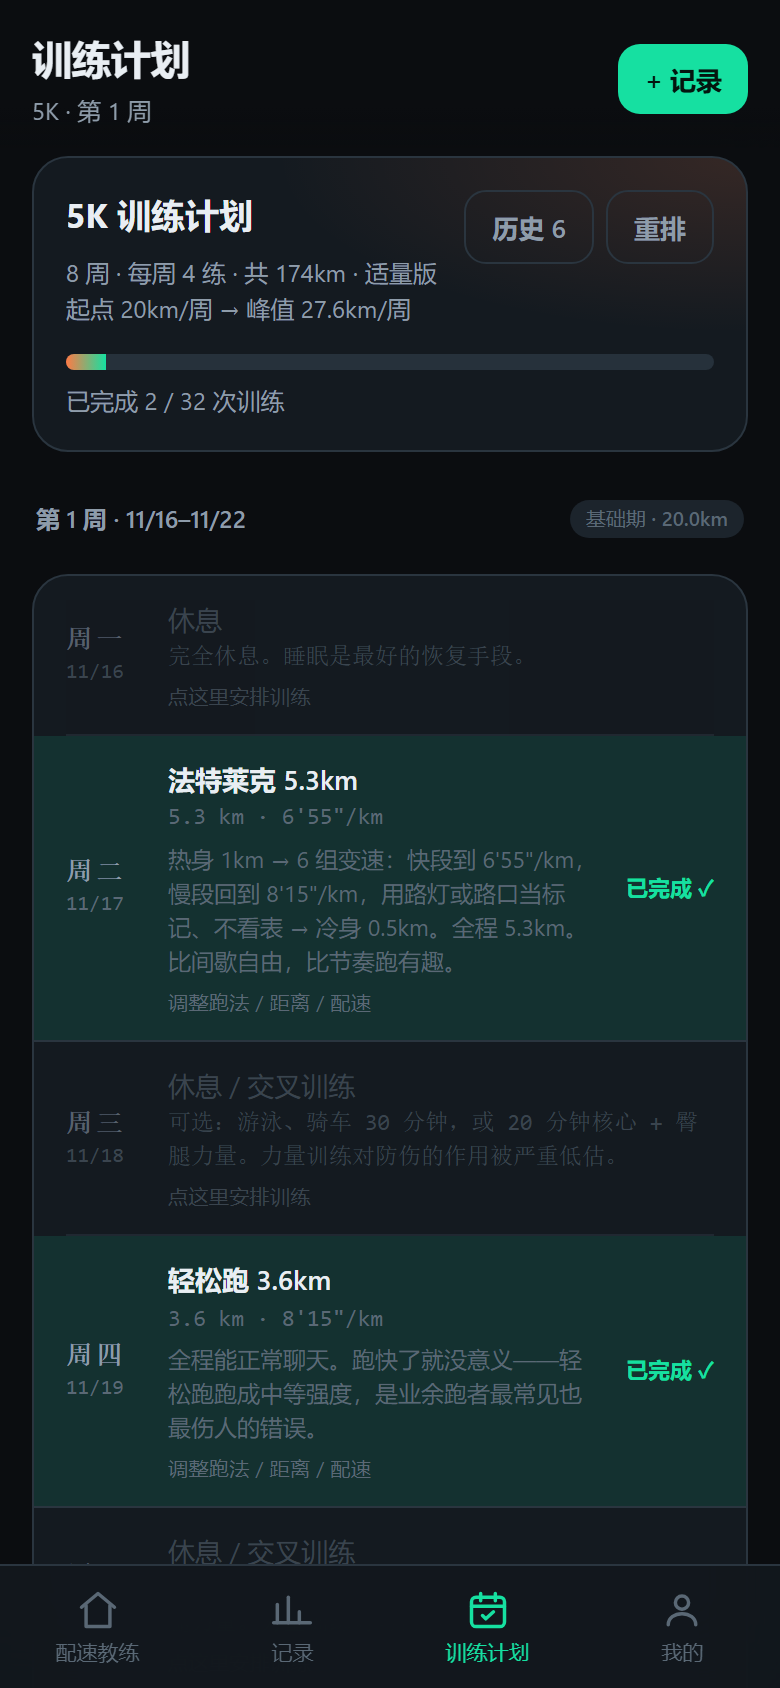 训练计划
5K · 第 1 周
+ 记录
5K 训练计划
历史 6
重排
8 周 · 每周 4 练 · 共 174km · 适量版
起点 20km/周 → 峰值 27.6km/周
已完成 2 / 32 次训练
第 1 周 · 11/16–11/22
基础期 · 20.0km
周一
11/16
休息
完全休息。睡眠是最好的恢复手段。
点这里安排训练
周二
11/17
法特莱克 5.3km
5.3 km · 6'55"/km
热身 1km → 6 组变速：快段到 6'55"/km，
慢段回到 8'15"/km，用路灯或路口当标
记、不看表 → 冷身 0.5km。全程 5.3km。
比间歇自由，比节奏跑有趣。
调整跑法 / 距离 / 配速
已完成 ✓
周三
11/18
休息 / 交叉训练
可选：游泳、骑车 30 分钟，或 20 分钟核心 + 臀
腿力量。力量训练对防伤的作用被严重低估。
点这里安排训练
周四
11/19
轻松跑 3.6km
3.6 km · 8'15"/km
全程能正常聊天。跑快了就没意义——轻
松跑跑成中等强度，是业余跑者最常见也
最伤人的错误。
调整跑法 / 距离 / 配速
已完成 ✓
休息 / 交叉训练
配速教练
记录
训练计划
我的